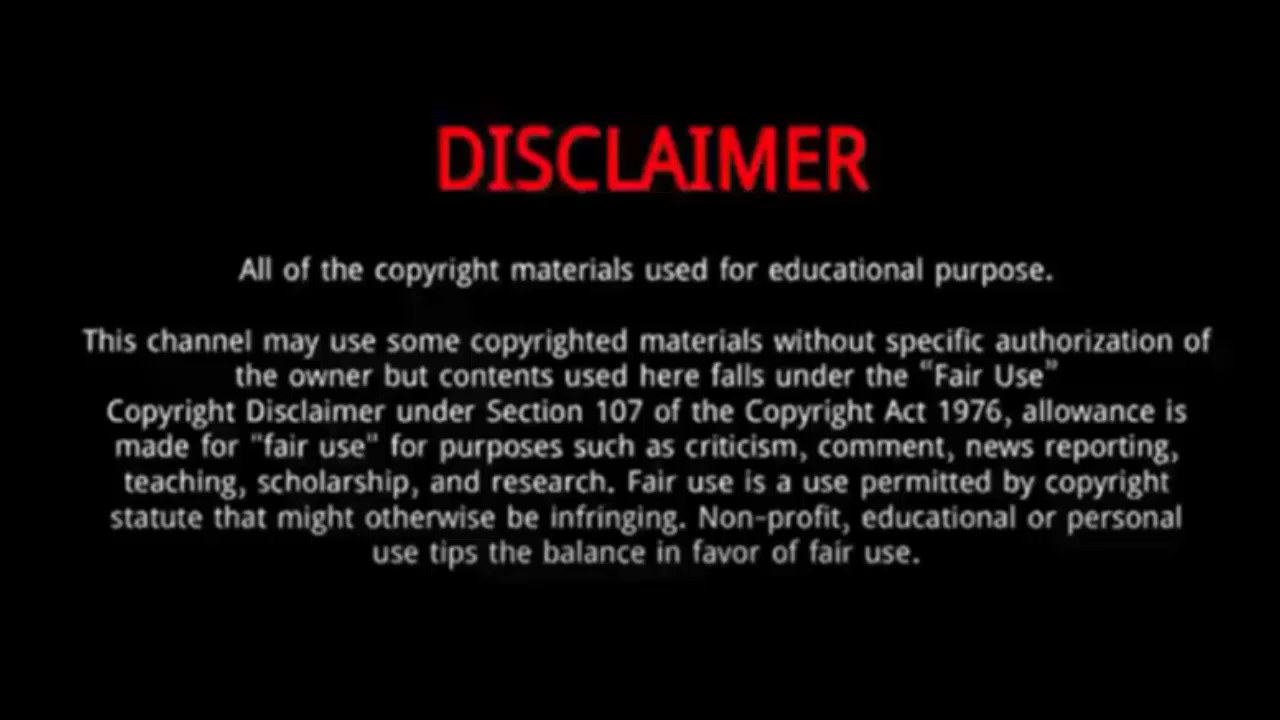 DISCLAIMER
All of the copyright materials used for educational purpose.
This channel may use some copyrighted materials without specific authorization of
the owner but contents used here falls under the “Fair Use”
Copyright Disclaimer under Section 107 of the Copyright Act 1976, allowance is
made for "fair use" for purposes such as criticism, comment, news reporting,
teaching, scholarship, and research. Fair use is a use permitted by copyright
statute that might otherwise be infringing. Non-profit, educational or personal
use tips the balance in favor of fair use.